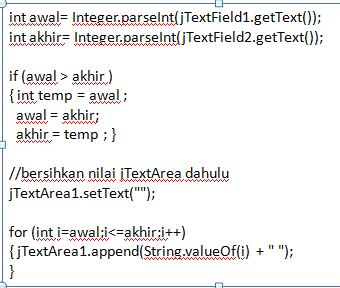 int awal= Integer.parseInt(jTextField1.getText());
int akhir= Integer.parseInt(jTextField2.getText());
if (awal > akhir )
{ int temp = awal ;
awal = akhir;
akhir = temp ; }
//bersihkan nilai jTextArea dahulu
jTextArea1.setText("");
for (int i=awal;i<=akhir;i++)
{ jTextArea1.append(String.valueOf(i) + " ");
}